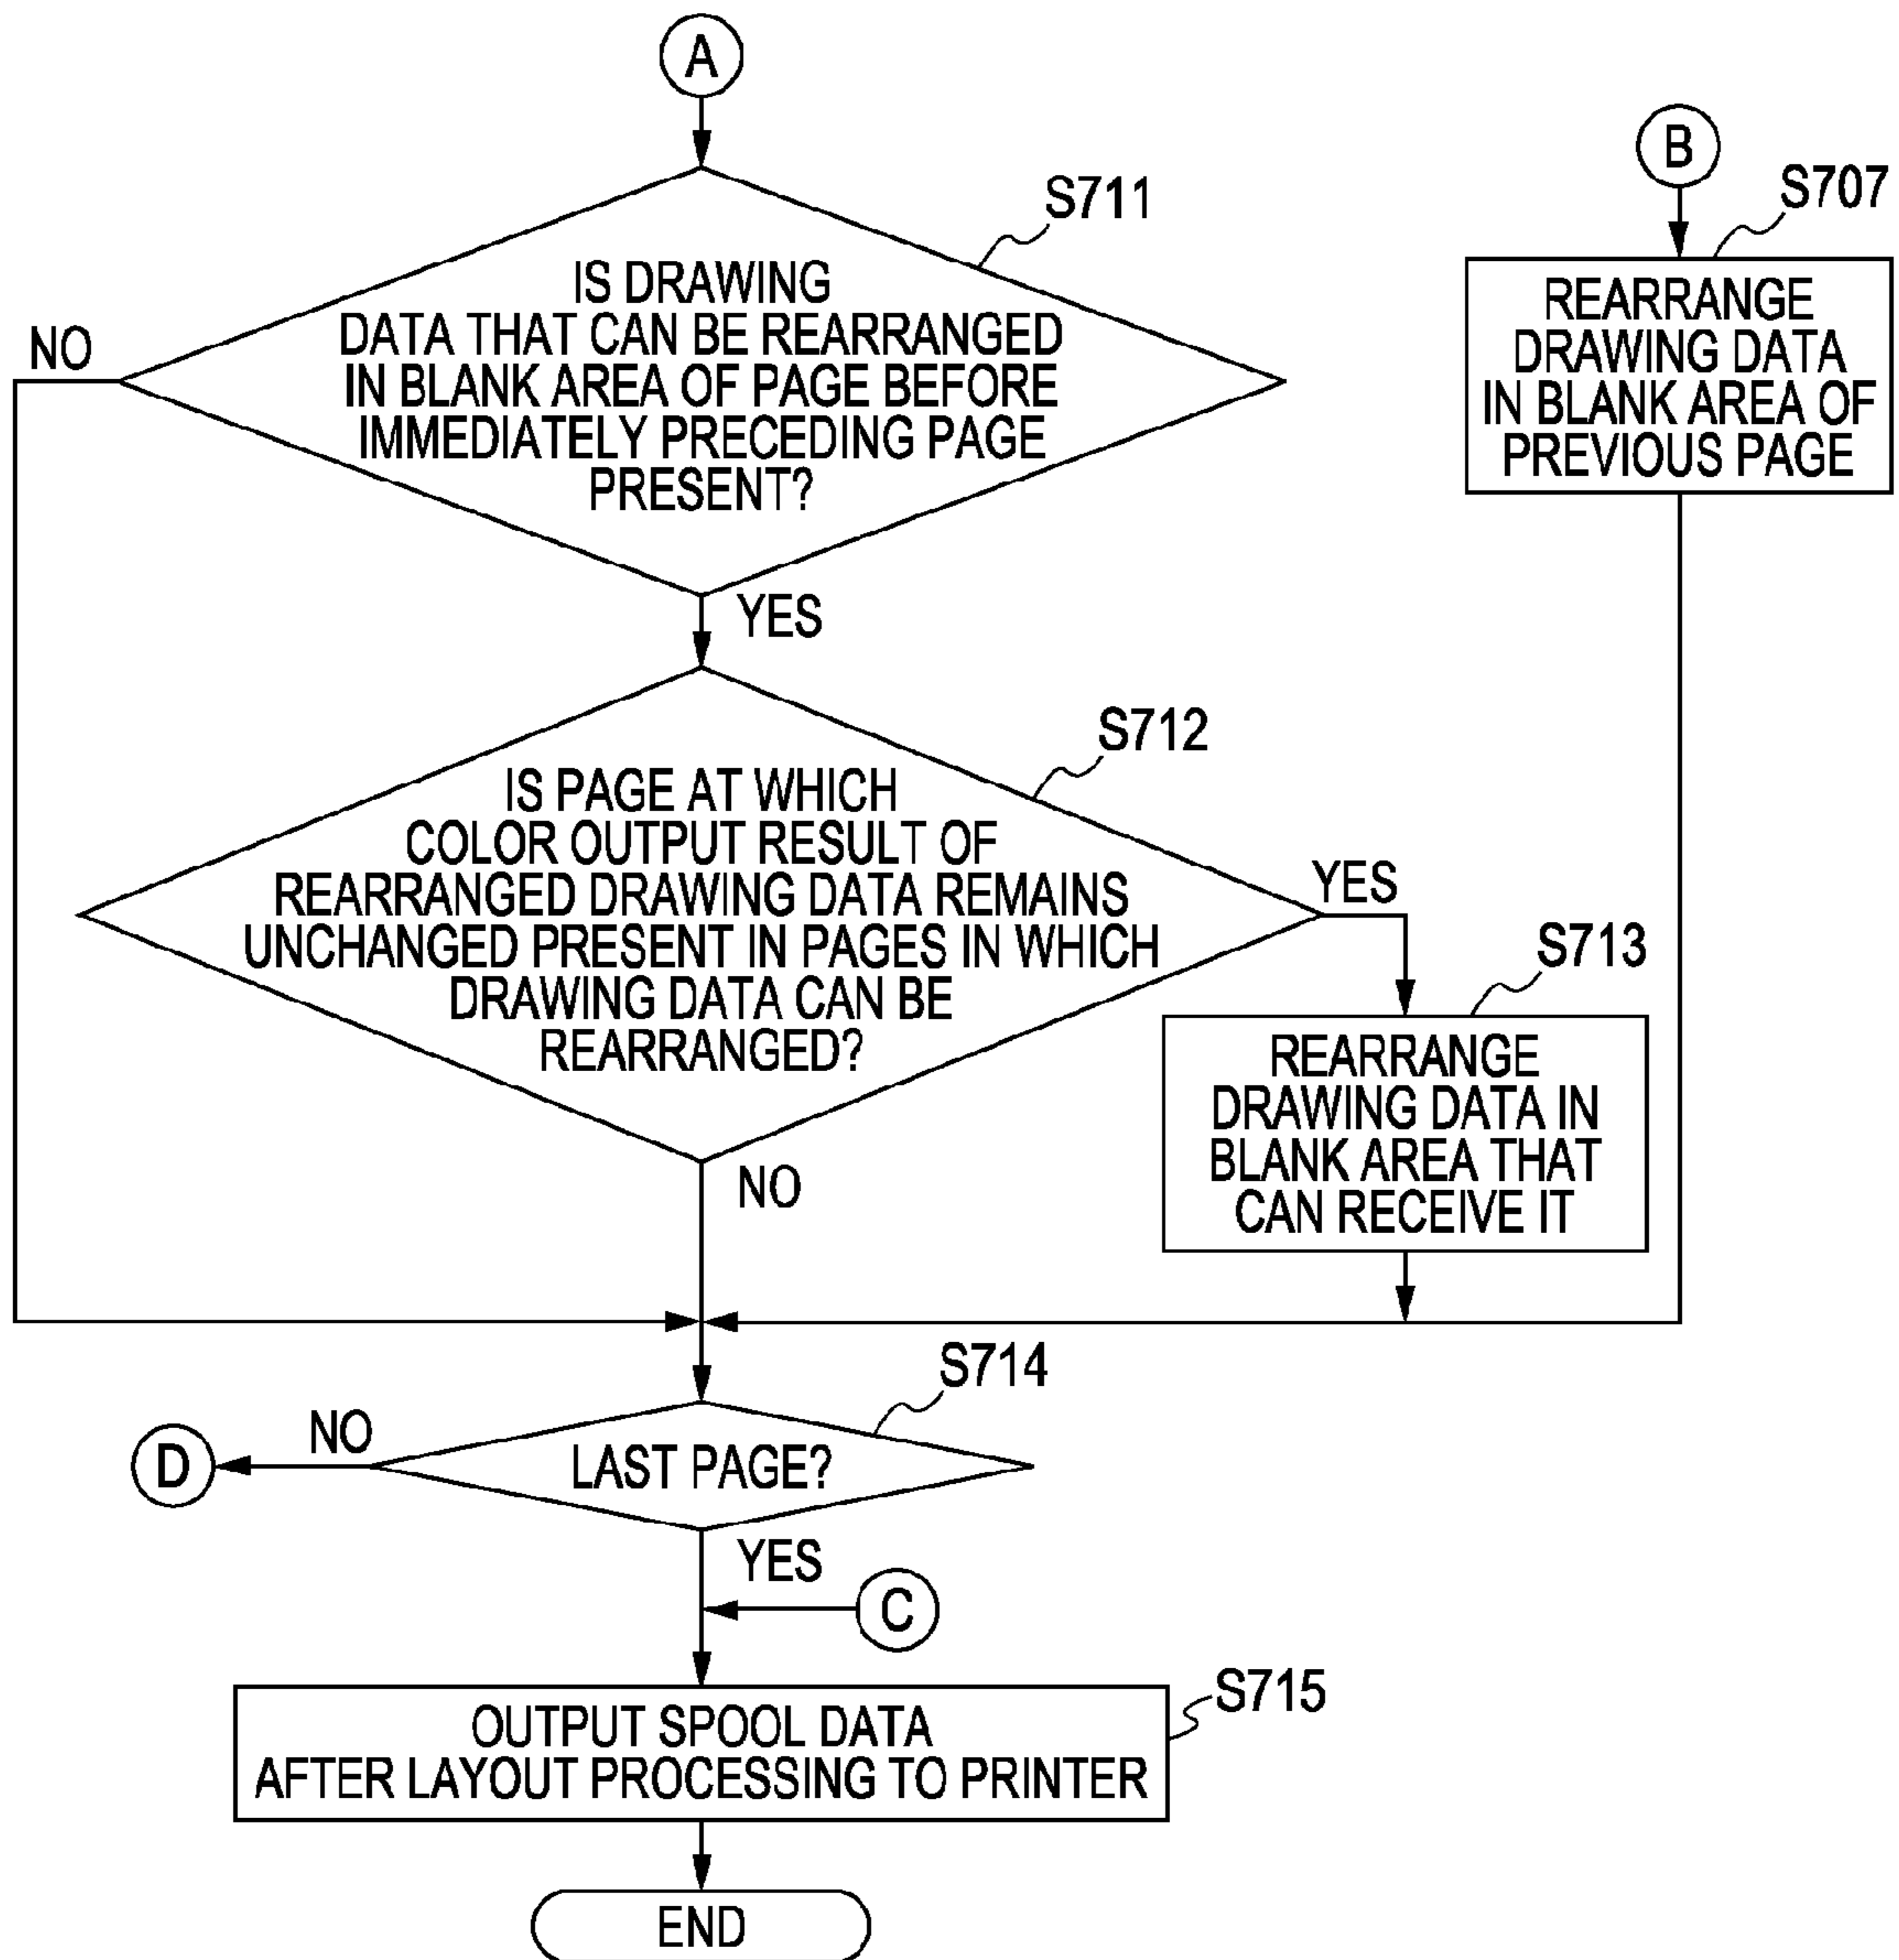 A
B
S707
REARRANGE
DRAWING DATA
IN BLANK AREA OF
PREVIOUS PAGE
S711
IS DRAWING
DATA THAT CAN BE REARRANGED
IN BLANK AREA OF PAGE BEFORE
IMMEDIATELY PRECEDING PAGE
PRESENT?
NO
YES
S712
IS PAGE AT WHICH
COLOR OUTPUT RESULT OF
REARRANGED DRAWING DATA REMAINS
UNCHANGED PRESENT IN PAGES IN WHICH
DRAWING DATA CAN BE
REARRANGED?
YES
S713
REARRANGE
DRAWING DATA IN
BLANK AREA THAT
CAN RECEIVE IT
NO
S714
LAST PAGE?
NO
D
YES
C
S715
OUTPUT SPOOL DATA
AFTER LAYOUT PROCESSING TO PRINTER
END